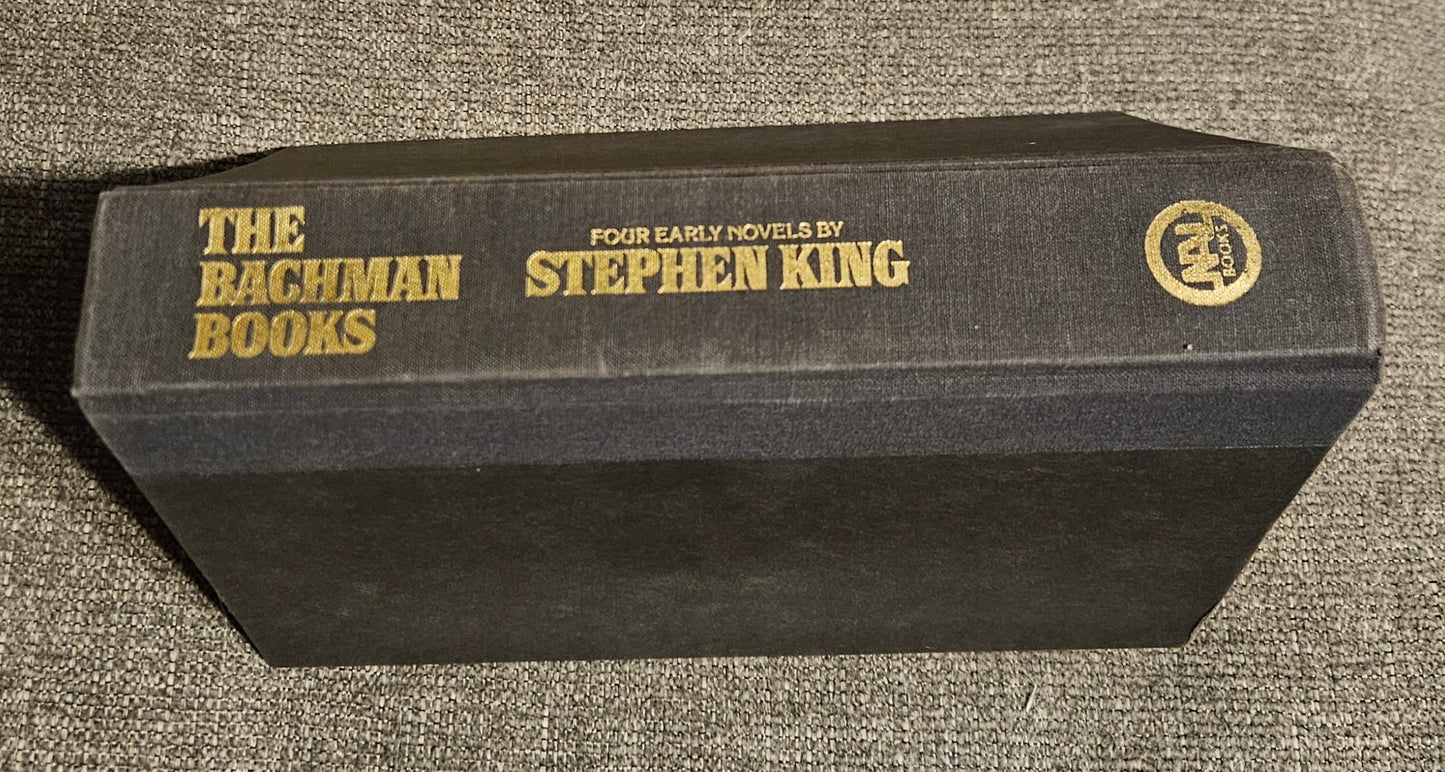 THE
BACHMAN
BOOKS
FOUR EARLY NOVELS BY
STEPHEN KING
NAL
BOOKS